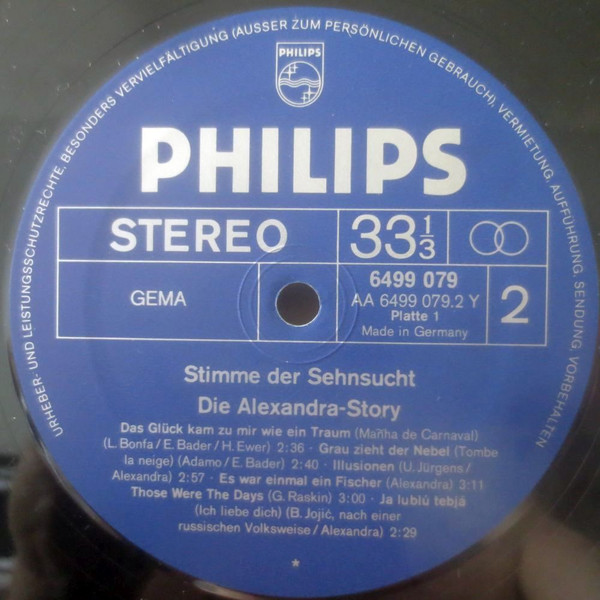 URHEBER- UND LEISTUNGSSCHUTZRECHTE, BESONDERS VERVIELFÄLTIGUNG (AUSSER ZUM PERSÖNLICHEN GEBRAUCH), VERMIETUNG, AUFFÜHRUNG, SENDUNG, VORBEHALTEN
PHILIPS
PHILIPS
STEREO 33 1/3
GEMA
6499 079
AA 6499 079.2 Y
Platte 1
Made in Germany
2
Stimme der Sehnsucht
Die Alexandra-Story
Das Glück kam zu mir wie ein Traum (Mañha de Carnaval)
(L. Bonfa/E. Bader/H. Ewer) 2:36 · Grau zieht der Nebel (Tombe
la neige) (Adamo/E. Bader) 2:40 · Illusionen (U. Jürgens/
Alexandra) 2:57 · Es war einmal ein Fischer (Alexandra) 3:11
Those Were The Days (G. Raskin) 3:00 · Ja lublú tebjá
(Ich liebe dich) (B. Jojić, nach einer
russischen Volksweise/Alexandra) 2:29
*